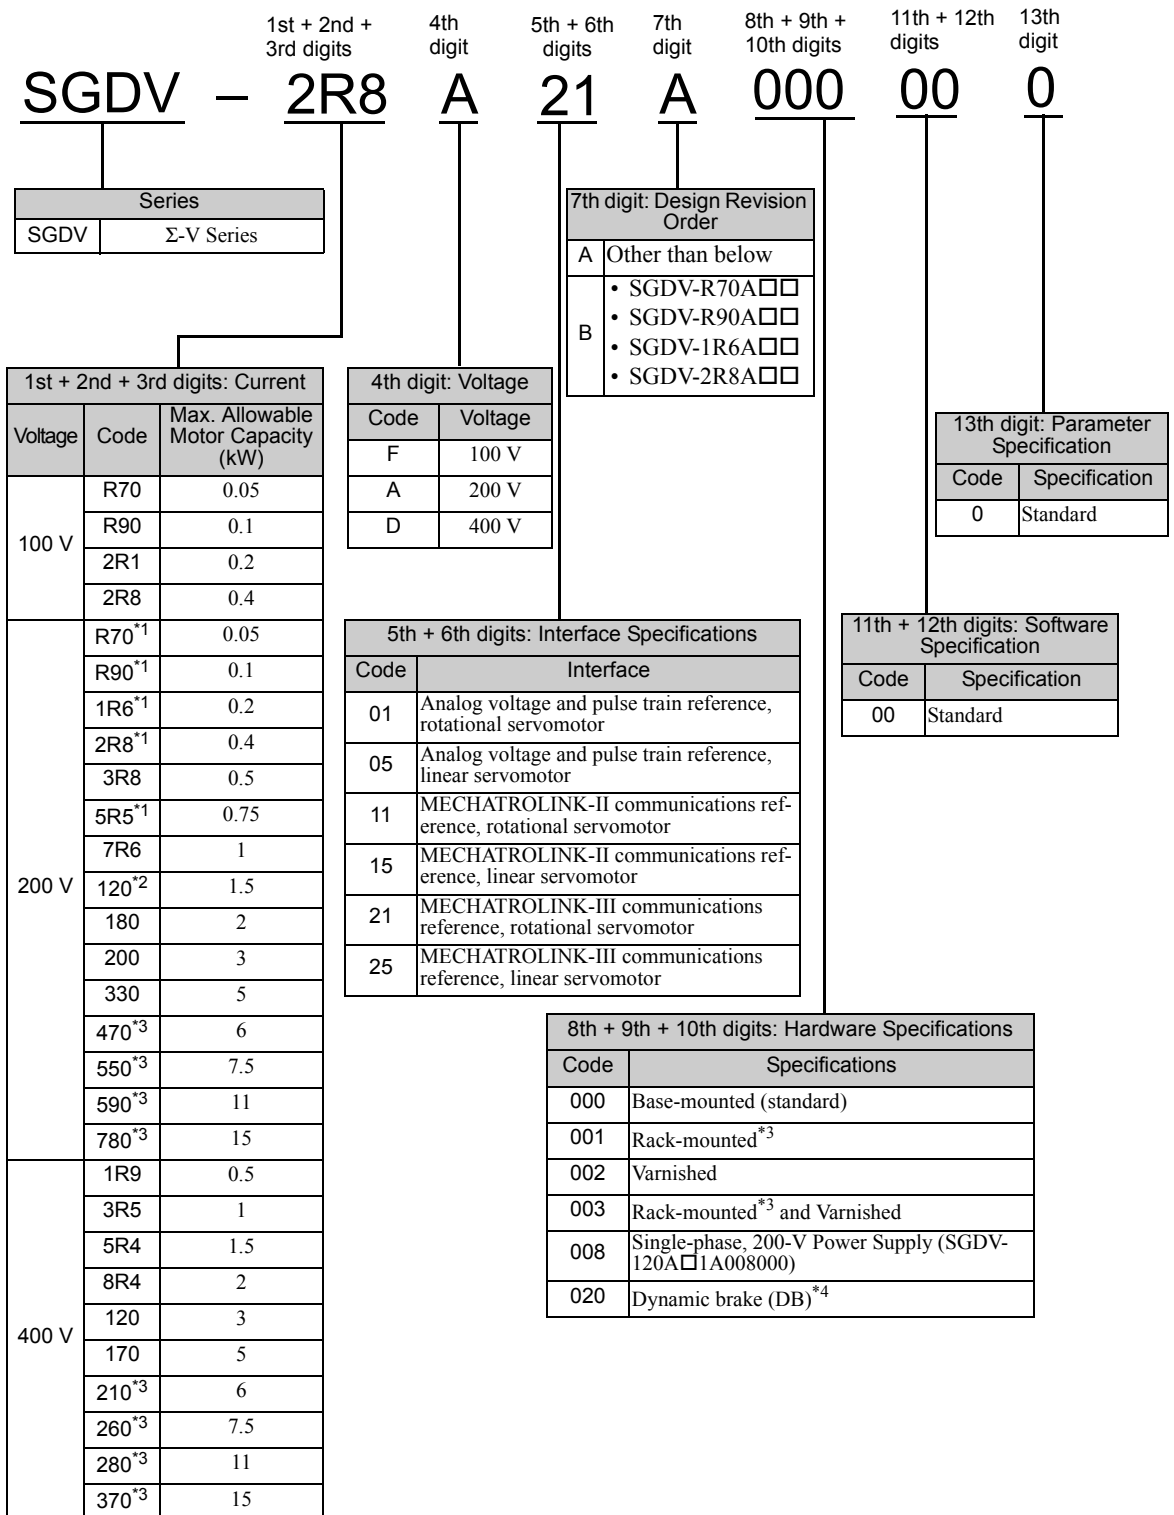 1st + 2nd +
3rd digits
4th
digit
5th + 6th
digits
7th
digit
8th + 9th +
10th digits
11th + 12th
digits
13th
digit
SGDV – 2R8 A 21 A 000 00 0
Series
SGDV Σ-V Series
7th digit: Design Revision
Order
A Other than below
B
• SGDV-R70A□□
• SGDV-R90A□□
• SGDV-1R6A□□
• SGDV-2R8A□□
1st + 2nd + 3rd digits: Current
Voltage Code Max. Allowable
Motor Capacity
(kW)
100 V
R70 0.05
R90 0.1
2R1 0.2
2R8 0.4
200 V
R70*1 0.05
R90*1 0.1
1R6*1 0.2
2R8*1 0.4
3R8 0.5
5R5*1 0.75
7R6 1
120*2 1.5
180 2
200 3
330 5
470*3 6
550*3 7.5
590*3 11
780*3 15
400 V
1R9 0.5
3R5 1
5R4 1.5
8R4 2
120 3
170 5
210*3 6
260*3 7.5
280*3 11
370*3 15
4th digit: Voltage
Code Voltage
F 100 V
A 200 V
D 400 V
13th digit: Parameter
Specification
Code Specification
0 Standard
5th + 6th digits: Interface Specifications
Code Interface
01 Analog voltage and pulse train reference,
rotational servomotor
05 Analog voltage and pulse train reference,
linear servomotor
11 MECHATROLINK-II communications ref-
erence, rotational servomotor
15 MECHATROLINK-II communications ref-
erence, linear servomotor
21 MECHATROLINK-III communications
reference, rotational servomotor
25 MECHATROLINK-III communications
reference, linear servomotor
11th + 12th digits: Software
Specification
Code Specification
00 Standard
8th + 9th + 10th digits: Hardware Specifications
Code Specifications
000 Base-mounted (standard)
001 Rack-mounted*3
002 Varnished
003 Rack-mounted*3 and Varnished
008 Single-phase, 200-V Power Supply (SGDV-
120A□1A008000)
020 Dynamic brake (DB)*4